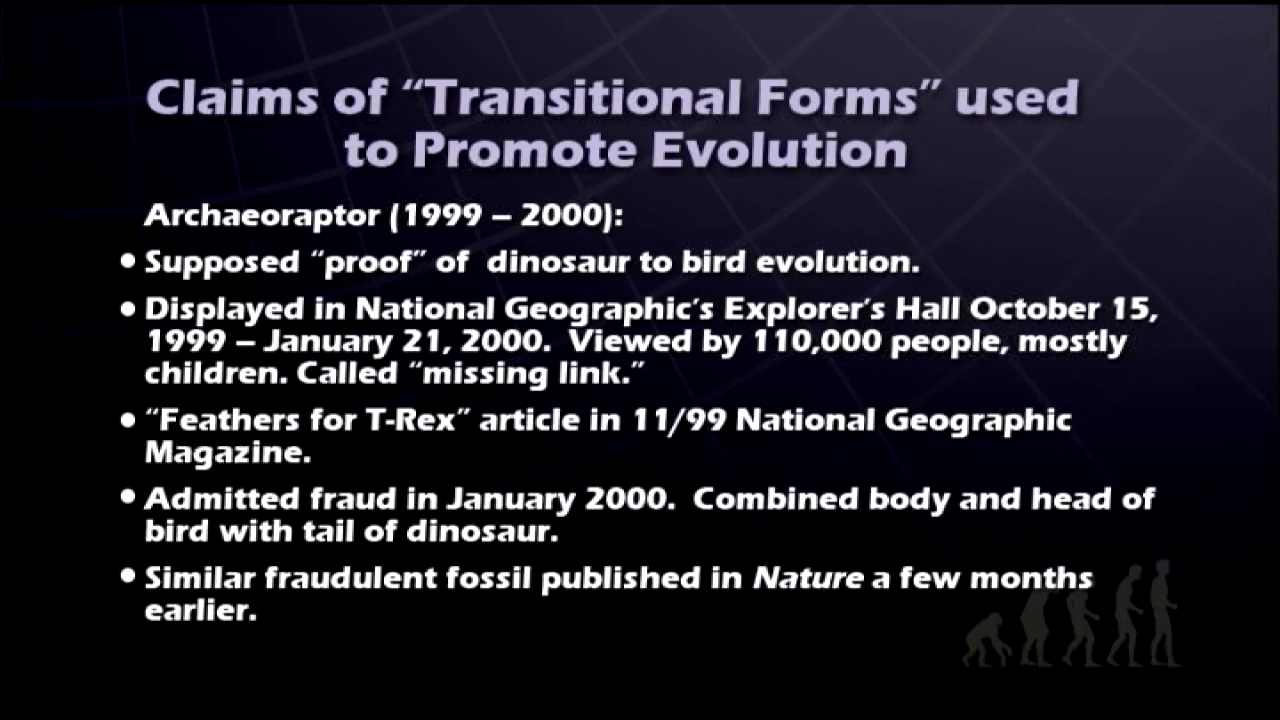 Claims of “Transitional Forms” used
to Promote Evolution
Archaeoraptor (1999 – 2000):
• Supposed “proof” of  dinosaur to bird evolution.
• Displayed in National Geographic’s Explorer’s Hall October 15,
1999 – January 21, 2000.  Viewed by 110,000 people, mostly
children. Called “missing link.”
• “Feathers for T-Rex” article in 11/99 National Geographic
Magazine.
• Admitted fraud in January 2000.  Combined body and head of
bird with tail of dinosaur.
• Similar fraudulent fossil published in Nature a few months
earlier.